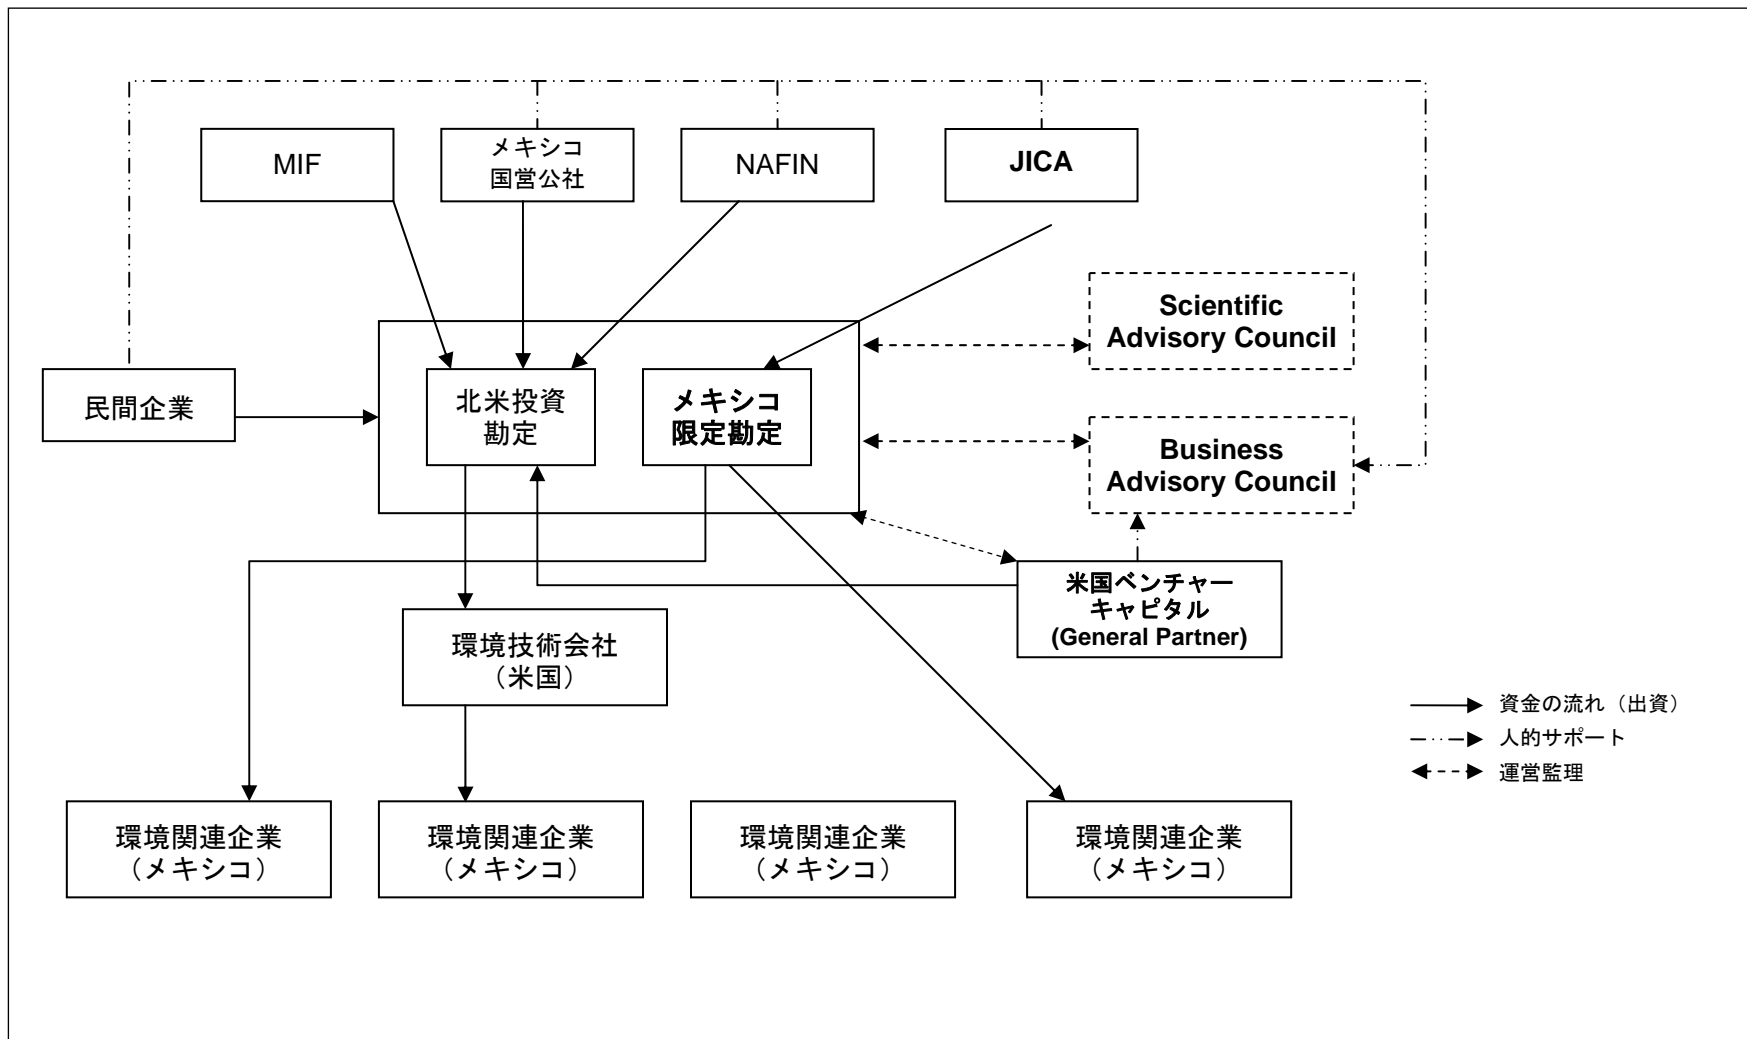 MIF
メキシコ
国営公社
NAFIN
JICA
Scientific
Advisory Council
民間企業
北米投資
勘定
メキシコ
限定勘定
Business
Advisory Council
米国ベンチャー
キャピタル
(General Partner)
環境技術会社
（米国）
資金の流れ（出資）
人的サポート
運営監理
環境関連企業
（メキシコ）
環境関連企業
（メキシコ）
環境関連企業
（メキシコ）
環境関連企業
（メキシコ）